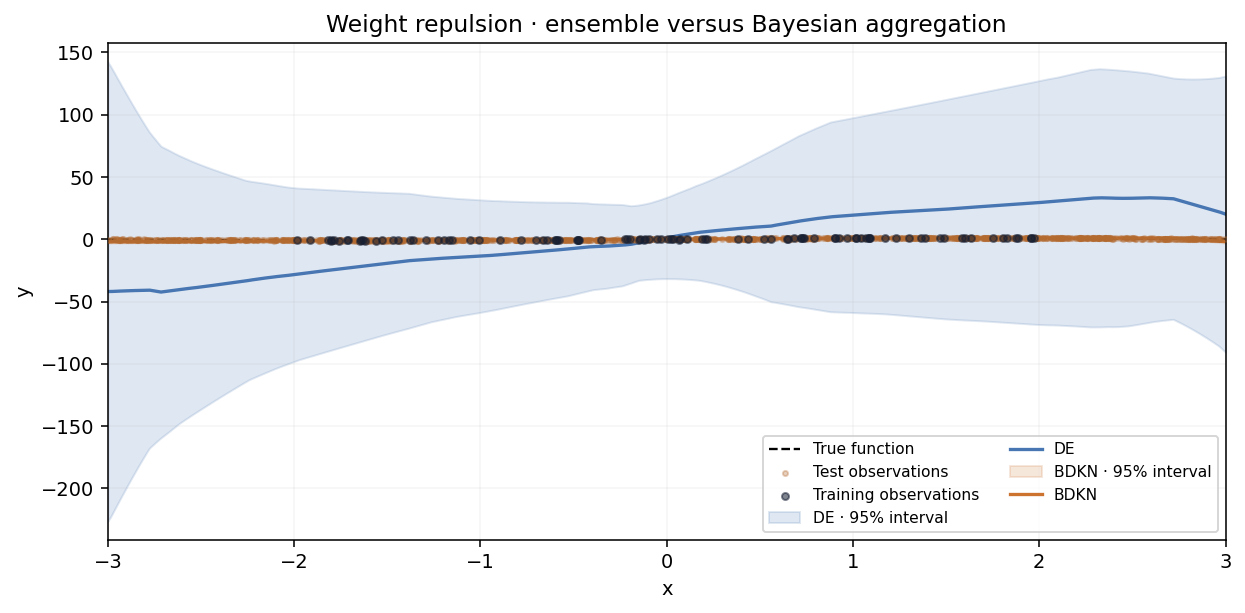 Weight repulsion · ensemble versus Bayesian aggregation
150
100
50
0
−50
−100
−150
−200
y
−3
−2
−1
0
1
2
3
x
True function
Test observations
Training observations
DE · 95% interval
DE
BDKN · 95% interval
BDKN